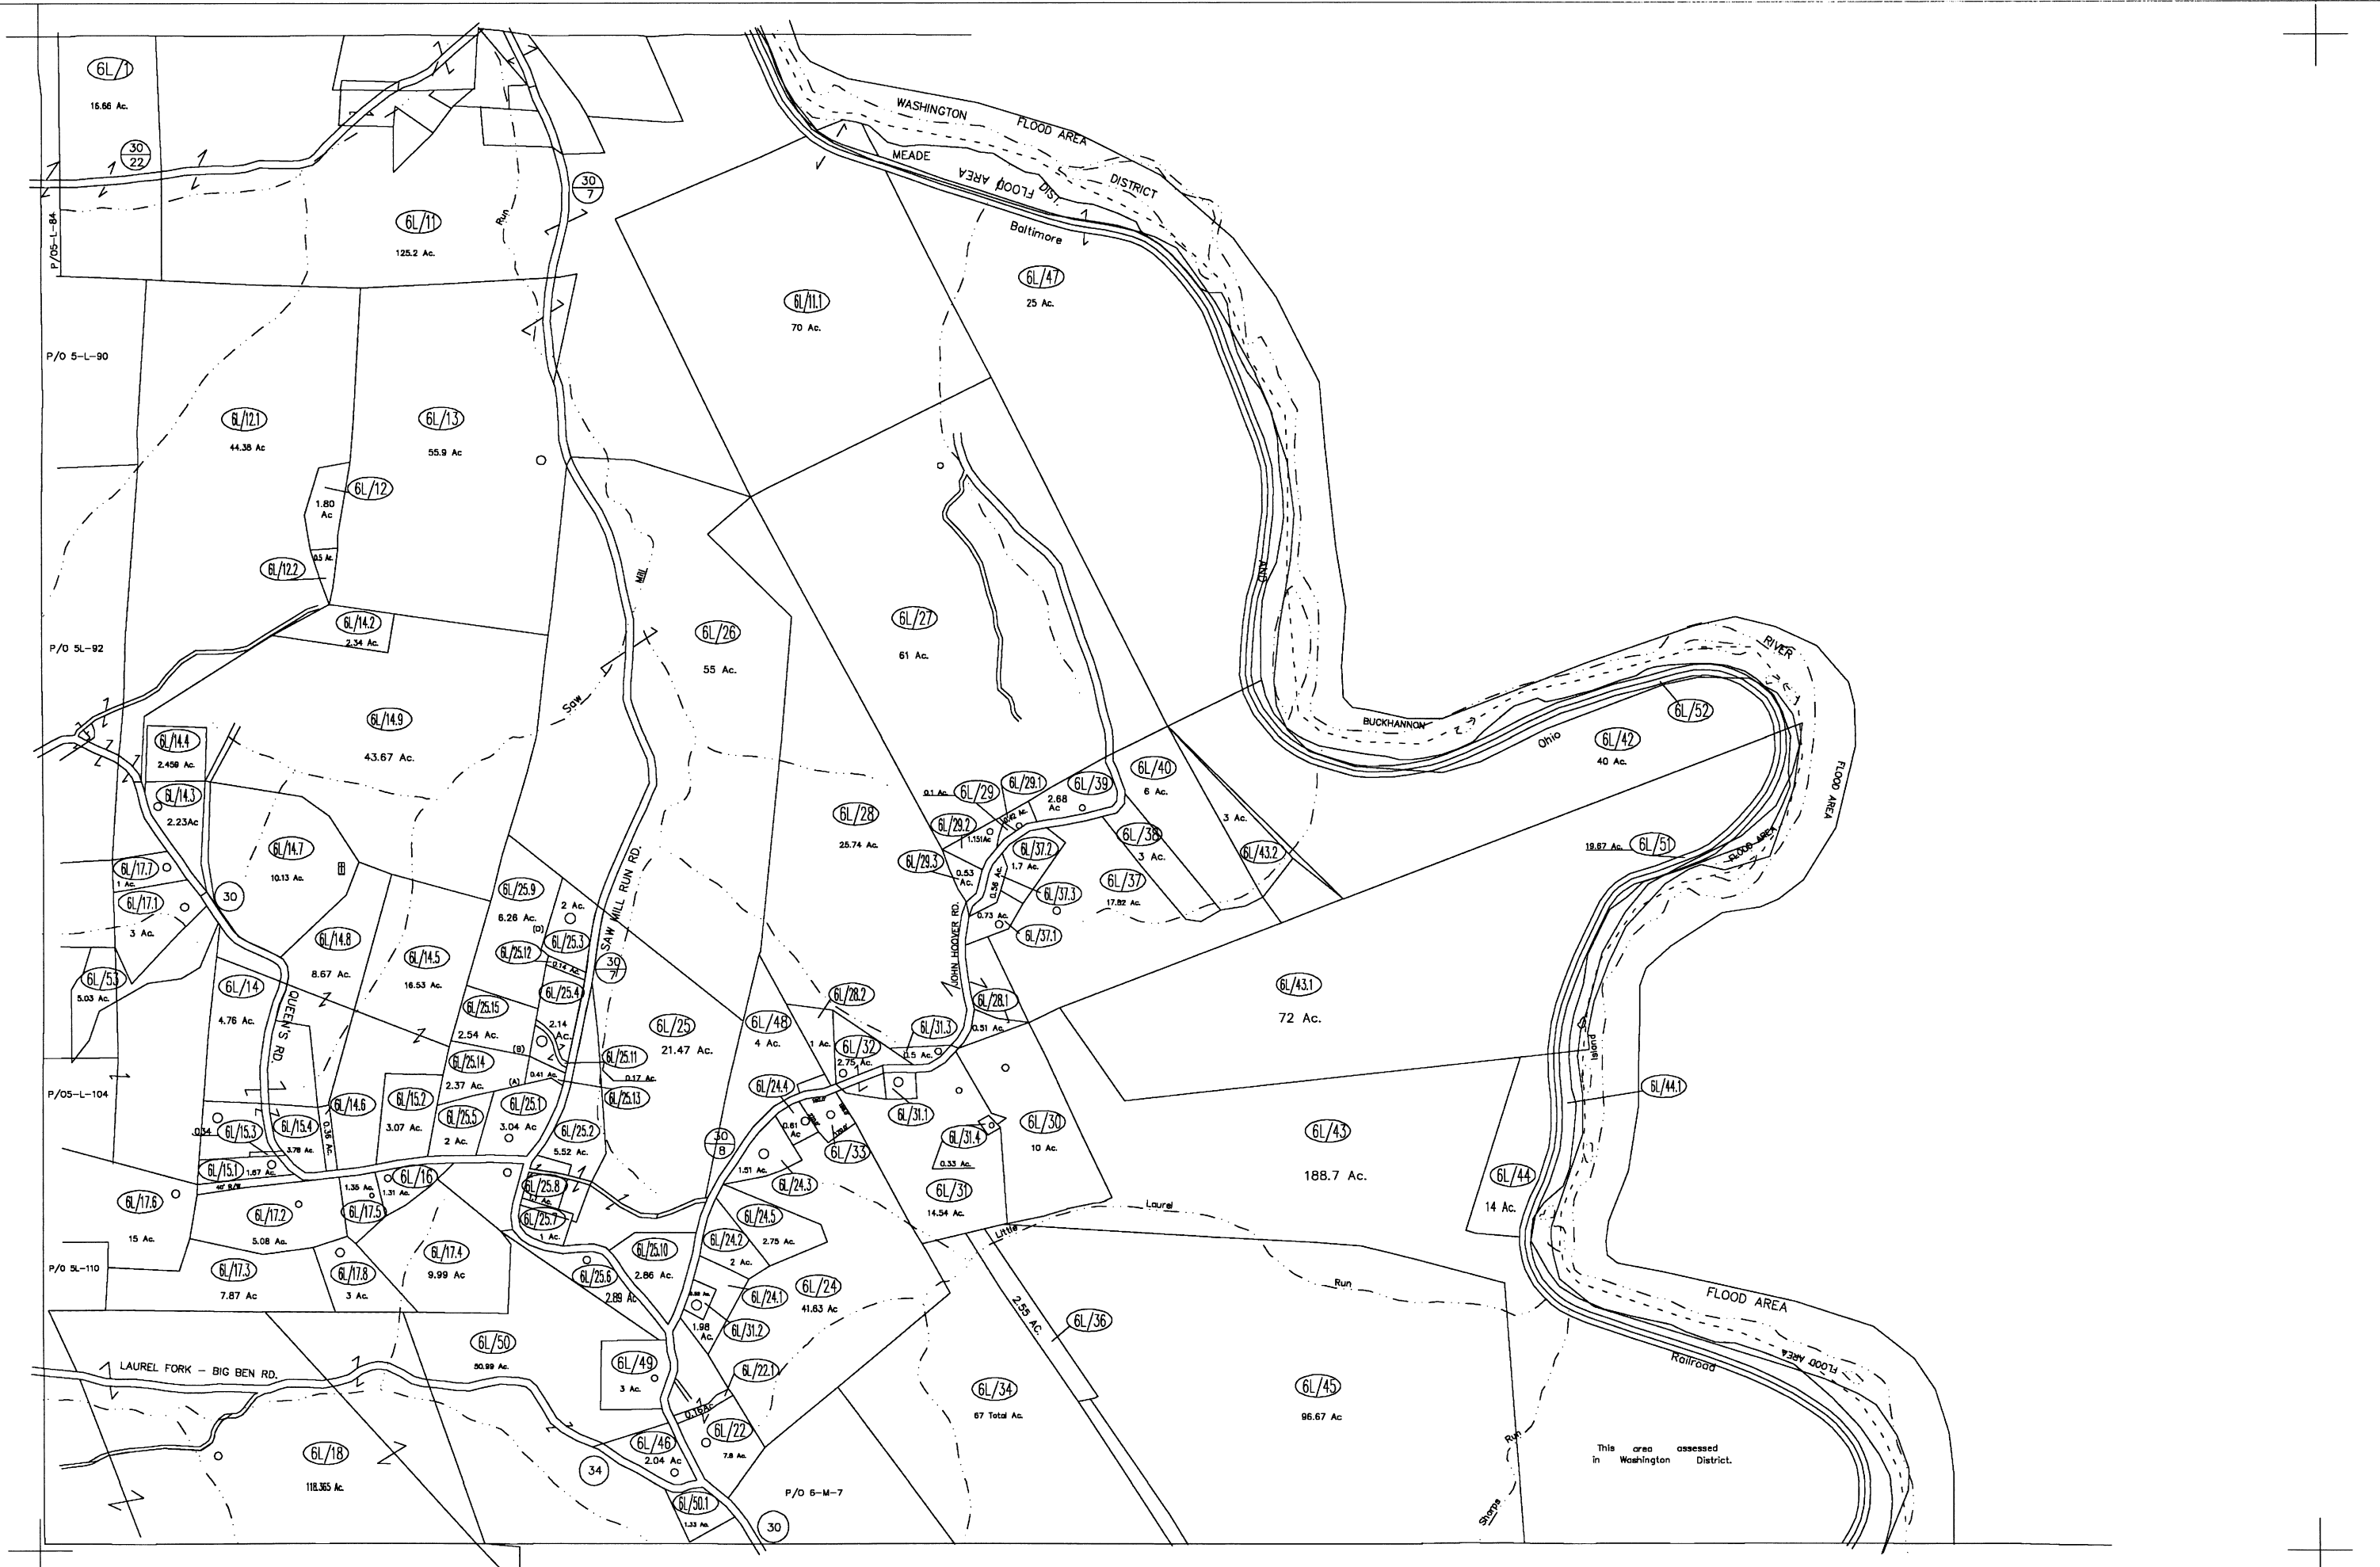 6L/1
16.66 Ac.
30
22
P/05-L-84
6L/11
125.2 Ac.
Run
30
7
WASHINGTON
FLOOD AREA
MEADE
DIST.
FLOOD AREA
DISTRICT
Baltimore
6L/47
25 Ac.
6L/11.1
70 Ac.
P/O 5-L-90
6L/12.1
44.38 Ac
6L/13
55.9 Ac
6L/12
1.80
Ac
0.5 Ac.
6L/12.2
Mill
AND
6L/14.2
2.34 Ac.
P/O 5L-92
6L/26
55 Ac.
6L/27
61 Ac.
RIVER
Saw
6L/14.9
43.67 Ac.
BUCKHANNON
6L/52
Ohio
6L/42
40 Ac.
6L/14.4
2.459 Ac.
6L/14.3
2.23Ac
FLOOD AREA
6L/40
6 Ac.
6L/29.1
6L/39
2.68
Ac
0.1 Ac.
6L/29
6L/28
25.74 Ac.
6L/29.2
1.151Ac
3 Ac.
6L/38
3 Ac.
6L/43.2
19.67 Ac.
6L/51
FLOOD AREA
6L/14.7
10.13 Ac.
6L/37.2
1.7 Ac.
6L/29.3
0.53
Ac.
0.56 Ac.
6L/37.3
6L/37
17.82 Ac.
0.73 Ac.
6L/37.1
6L/17.7
1 Ac.
6L/17.1
3 Ac.
30
6L/25.9
6.26 Ac.
2 Ac.
(D)
6L/25.3
SAW MILL RUN RD.
6L/14.8
8.67 Ac.
6L/14.5
16.53 Ac.
6L/25.12
0.14 Ac.
30
7
JOHN HOOVER RD.
6L/53
5.03 Ac.
6L/14
4.76 Ac.
QUEEN'S RD
6L/25.4
2.14
Ac.
6L/25.15
2.54 Ac.
(B)
6L/28.2
6L/28.1
0.51 Ac.
6L/43.1
72 Ac.
6L/25
21.47 Ac.
6L/48
4 Ac.
1 Ac.
6L/32
2.75 Ac.
6L/31.3
0.5 Ac.
Island
6L/25.14
2.37 Ac.
(A)
0.41 Ac.
6L/25.11
0.17 Ac.
6L/25.13
6L/24.4
P/05-L-104
6L/14.6
6L/15.2
3.07 Ac.
6L/25.5
2 Ac.
6L/25.1
3.04 Ac
6L/31.1
6L/44.1
0.34
6L/15.3
6L/15.4
3.78 Ac.
0.36 Ac.
6L/25.2
5.52 Ac.
30
8
0.61
Ac
6L/33
6L/31.4
0.33 Ac.
6L/30
10 Ac.
6L/43
188.7 Ac.
6L/15.1
1.67 Ac.
40' R/W
1.51 Ac.
6L/24.3
6L/44
14 Ac.
6L/16
1.35 Ac.
1.31 Ac.
6L/17.5
6L/25.8
6L/31
14.54 Ac.
6L/17.6
15 Ac.
6L/17.2
5.08 Ac.
6L/25.7
1 Ac.
6L/24.5
2.75 Ac.
Little
Laurel
6L/24.2
2 Ac.
6L/25.10
2.86 Ac.
P/O 5L-110
6L/17.3
7.87 Ac
6L/17.8
3 Ac.
6L/17.4
9.99 Ac
6L/25.6
2.89 Ac
6L/24.1
6L/24
41.63 Ac
Run
FLOOD AREA
1.98
Ac.
6L/31.2
2.55 AC.
6L/36
6L/50
50.99 Ac.
LAUREL FORK - BIG BEN RD.
6L/49
3 Ac.
6L/22.1
0.16Ac
Railroad
FLOOD AREA
6L/34
67 Total Ac.
6L/45
96.67 Ac
6L/22
7.8 Ac.
6L/46
2.04 Ac
Run
This area assessed
in Washington District.
6L/18
118.365 Ac.
34
P/O 6-M-7
6L/50.1
1.33 Ac.
30
Sharps